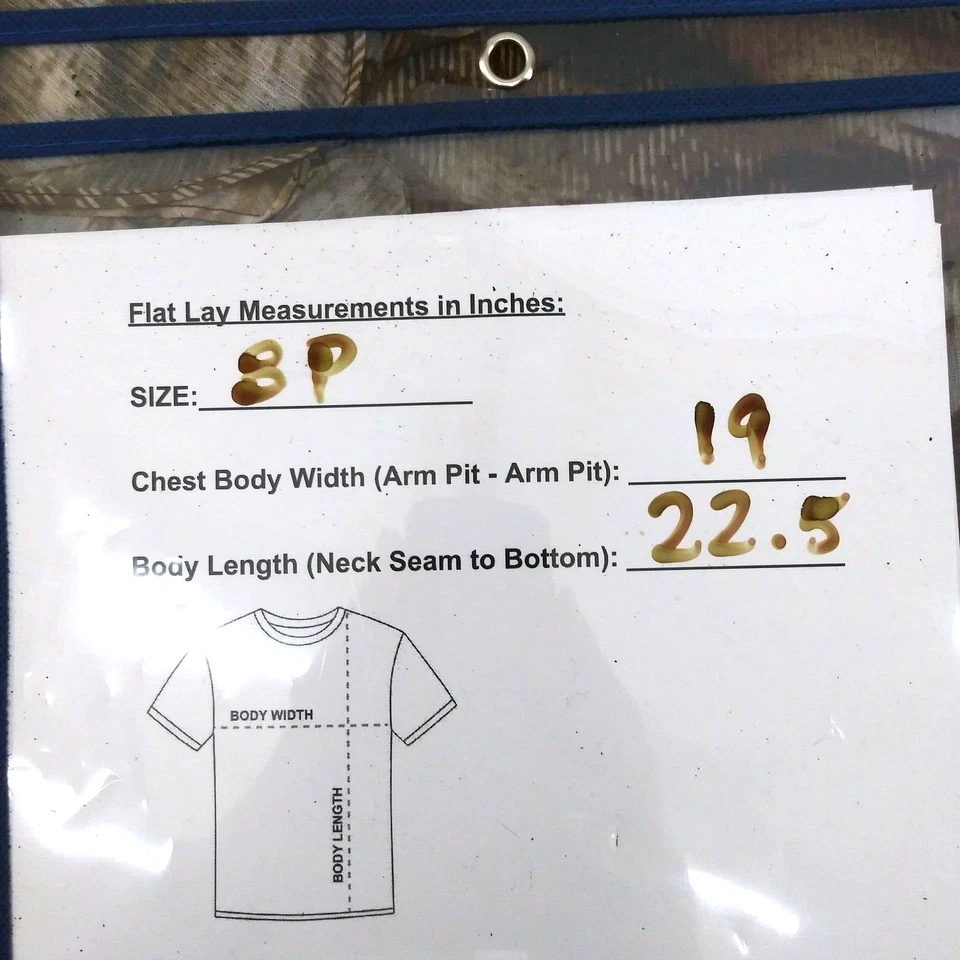 Flat Lay Measurements in Inches:
SIZE: SP
Chest Body Width (Arm Pit - Arm Pit): 19
Body Length (Neck Seam to Bottom): 22.5
BODY WIDTH
BODY LENGTH